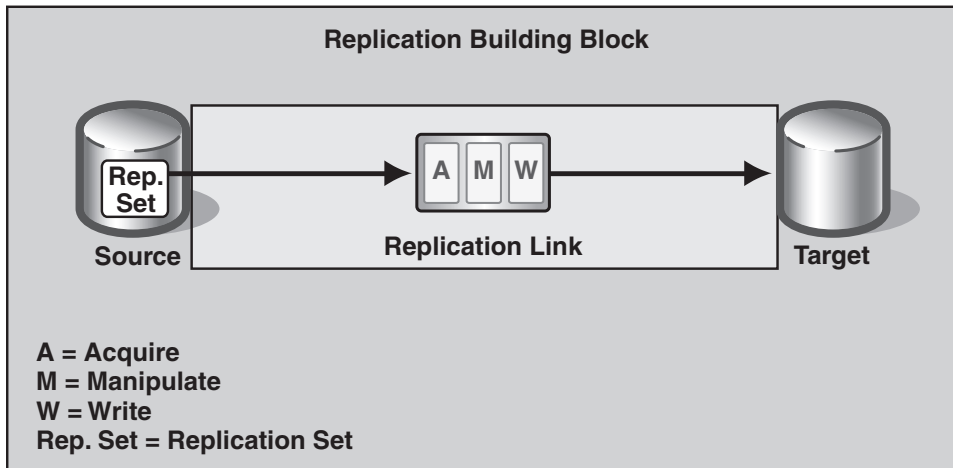 Replication Building Block
Rep.
Set
A M W
Source
Replication Link
Target
A = Acquire
M = Manipulate
W = Write
Rep. Set = Replication Set